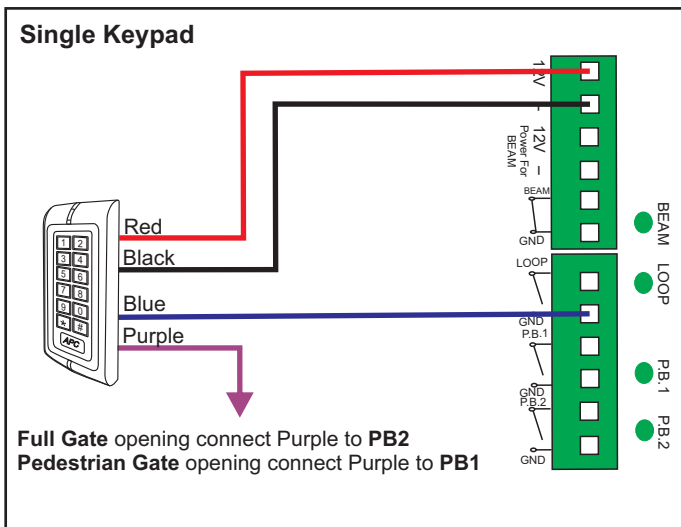 Single Keypad
12V
-
12V
-
Power For
BEAM
BEAM
GND
BEAM
LOOP
GND
LOOP
P.B.1
GND
P.B.1
P.B.2
GND
P.B.2
Red
Black
Blue
Purple
1 2
3 4
5 6
7 8
9 0
* #
APC
Full Gate opening connect Purple to PB2
Pedestrian Gate opening connect Purple to PB1